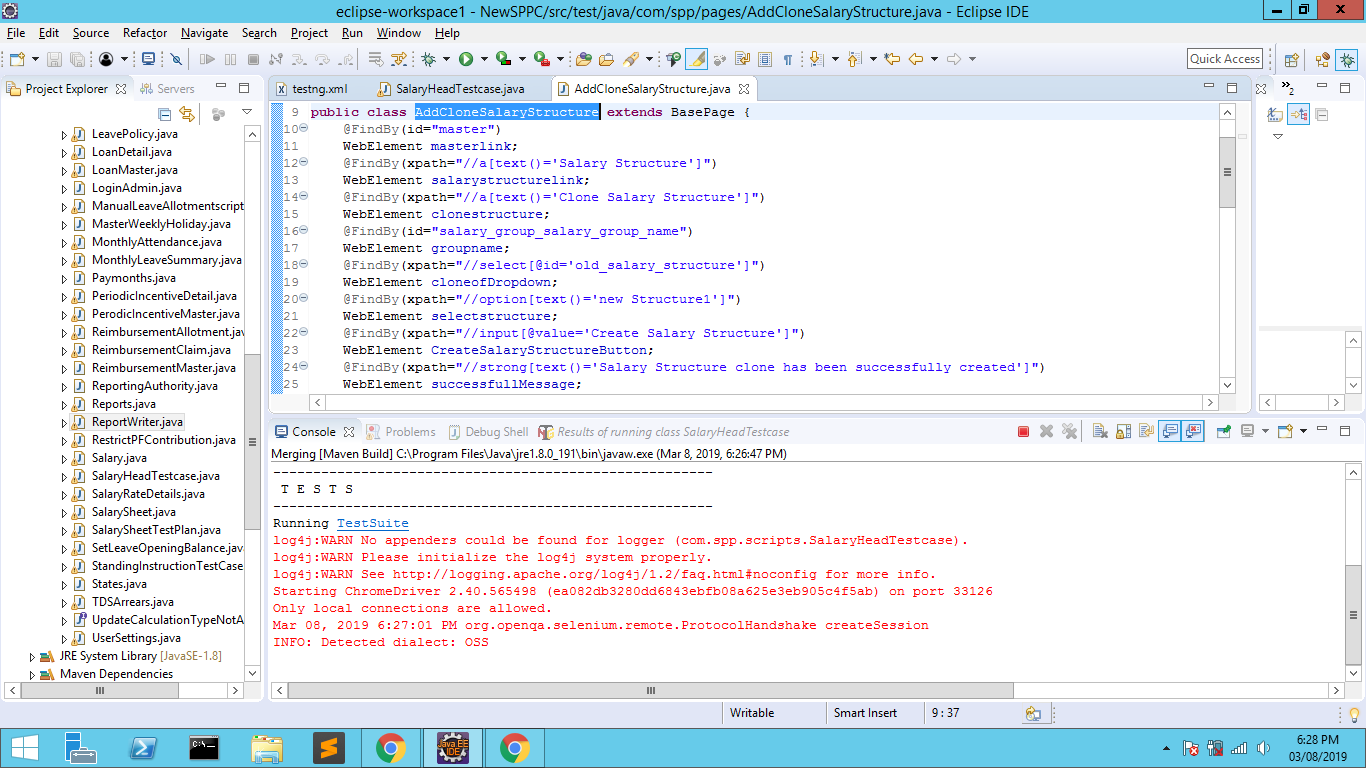 eclipse-workspace1 - NewSPPC/src/test/java/com/spp/pages/AddCloneSalaryStructure.java - Eclipse IDE
File Edit Source Refactor Navigate Search Project Run Window Help
Quick Access
Project Explorer Servers
LeavePolicy.java
LoanDetail.java
LoanMaster.java
LoginAdmin.java
ManualLeaveAllotmentscript
MasterWeeklyHoliday.java
MonthlyAttendance.java
MonthlyLeaveSummary.java
Paymonths.java
PeriodicIncentiveDetail.java
PerodicIncentiveMaster.java
ReimbursementAllotment.jav
ReimbursementClaim.java
ReimbursementMaster.java
ReportingAuthority.java
Reports.java
ReportWriter.java
RestrictPFContribution.java
Salary.java
SalaryHeadTestcase.java
SalaryRateDetails.java
SalarySheet.java
SalarySheetTestPlan.java
SetLeaveOpeningBalance.java
StandingInstructionTestCase
States.java
TDSArrears.java
UpdateCalculationTypeNotA
UserSettings.java
JRE System Library [JavaSE-1.8]
Maven Dependencies
testng.xml SalaryHeadTestcase.java AddCloneSalaryStructure.java
2
9 public class AddCloneSalaryStructure extends BasePage {
10 @FindBy(id="master")
11 WebElement masterlink;
12 @FindBy(xpath="//a[text()='Salary Structure']")
13 WebElement salarystructurelink;
14 @FindBy(xpath="//a[text()='Clone Salary Structure']")
15 WebElement clonestructure;
16 @FindBy(id="salary_group_salary_group_name")
17 WebElement groupname;
18 @FindBy(xpath="//select[@id='old_salary_structure']")
19 WebElement cloneofDropdown;
20 @FindBy(xpath="//option[text()='new Structure1']")
21 WebElement selectstructure;
22 @FindBy(xpath="//input[@value='Create Salary Structure']")
23 WebElement CreateSalaryStructureButton;
24 @FindBy(xpath="//strong[text()='Salary Structure clone has been successfully created']")
25 WebElement successfullMessage;
Console Problems Debug Shell Results of running class SalaryHeadTestcase
Merging [Maven Build] C:\Program Files\Java\jre1.8.0_191\bin\javaw.exe (Mar 8, 2019, 6:26:47 PM)
-------------------------------------------------------
T E S T S
-------------------------------------------------------
Running TestSuite
log4j:WARN No appenders could be found for logger (com.spp.scripts.SalaryHeadTestcase).
log4j:WARN Please initialize the log4j system properly.
log4j:WARN See http://logging.apache.org/log4j/1.2/faq.html#noconfig for more info.
Starting ChromeDriver 2.40.565498 (ea082db3280dd6843ebfb08a625e3eb905c4f5ab) on port 33126
Only local connections are allowed.
Mar 08, 2019 6:27:01 PM org.openqa.selenium.remote.ProtocolHandshake createSession
INFO: Detected dialect: OSS
Writable Smart Insert 9 : 37
Java EE
IDE
6:28 PM
03/08/2019